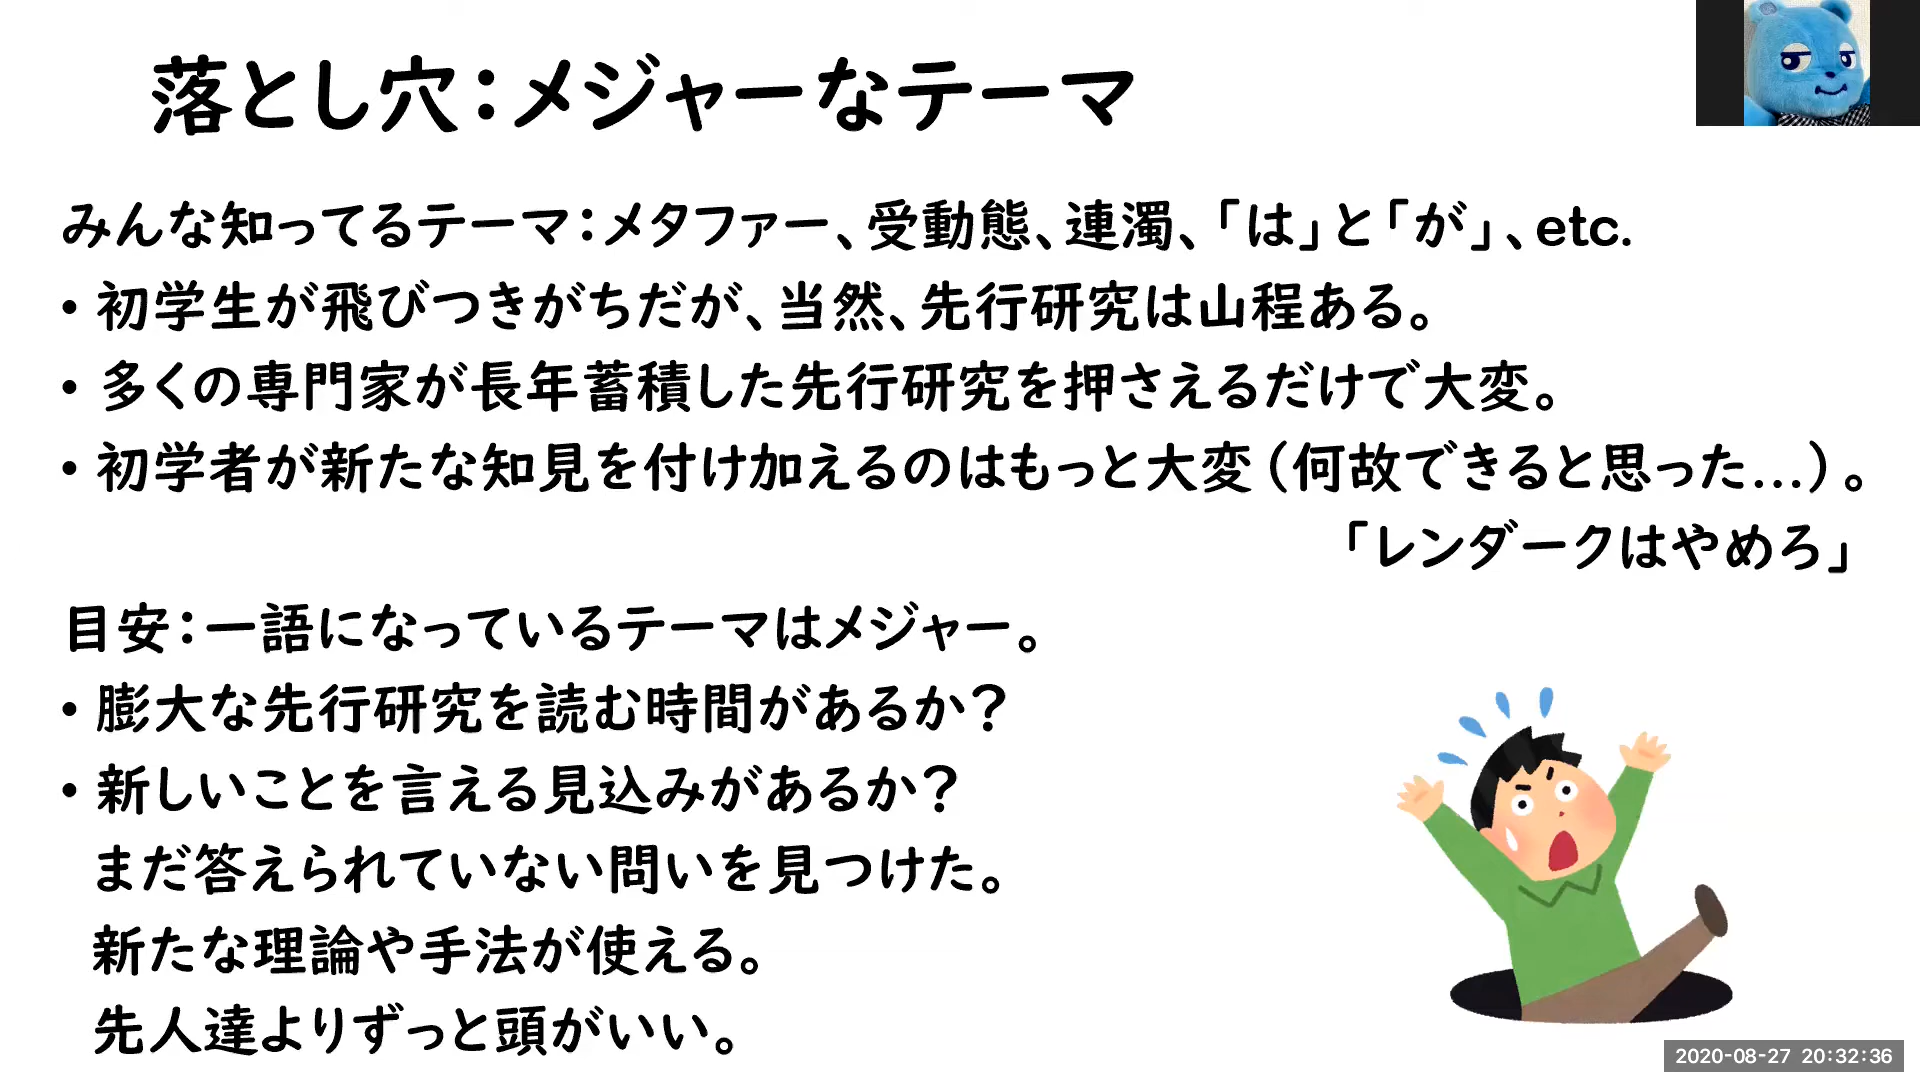 落とし穴：メジャーなテーマ
みんな知ってるテーマ：メタファー、受動態、連濁、「は」と「が」、etc.
• 初学生が飛びつきがちだが、当然、先行研究は山程ある。
• 多くの専門家が長年蓄積した先行研究を押さえるだけで大変。
• 初学者が新たな知見を付け加えるのはもっと大変（何故できると思った…）。
「レンダークはやめろ」
目安：一語になっているテーマはメジャー。
• 膨大な先行研究を読む時間があるか？
• 新しいことを言える見込みがあるか？
まだ答えられていない問いを見つけた。
新たな理論や手法が使える。
先人達よりずっと頭がいい。
2020-08-27 20:32:36